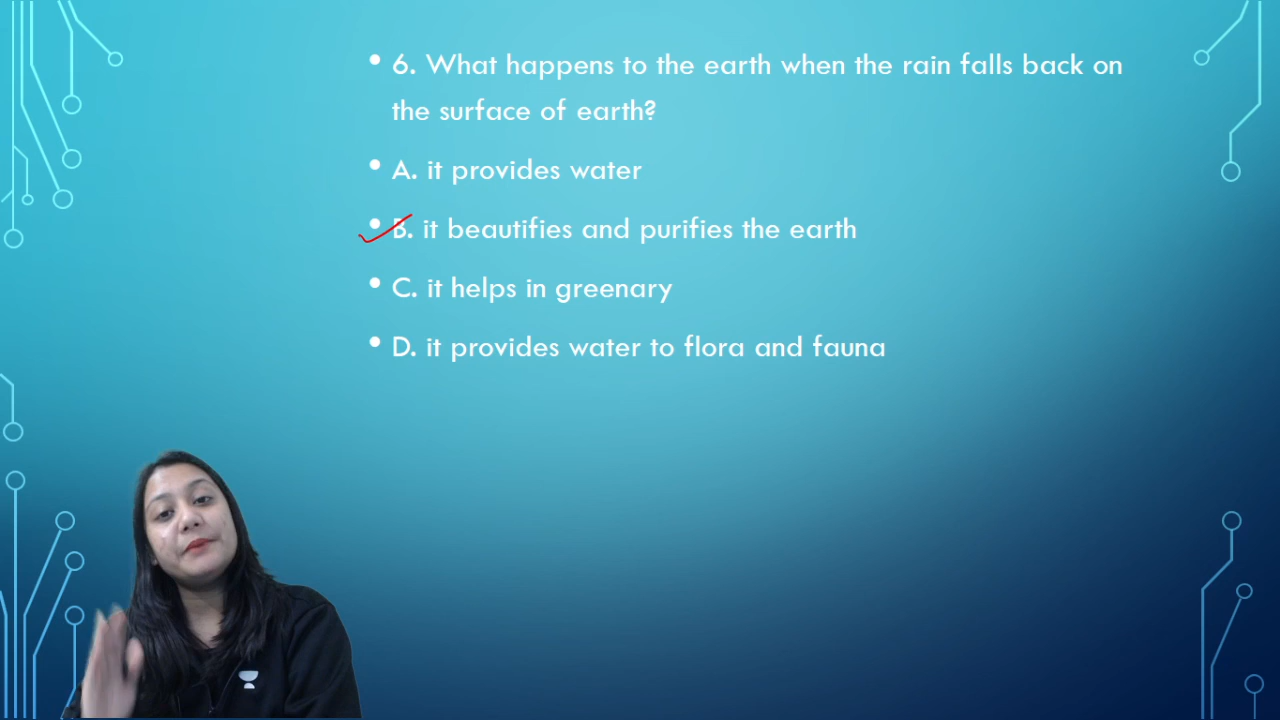 • 6. What happens to the earth when the rain falls back on
the surface of earth?
• A. it provides water
• B. it beautifies and purifies the earth
• C. it helps in greenary
• D. it provides water to flora and fauna